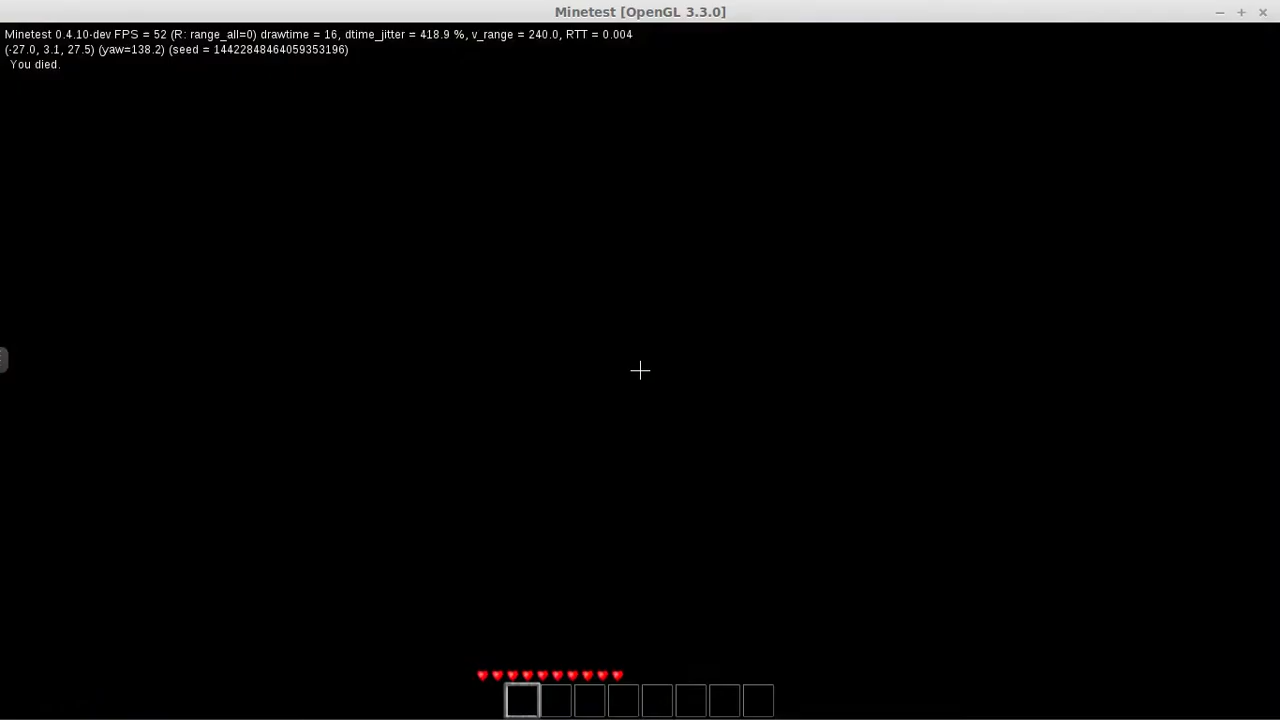 Minetest [OpenGL 3.3.0]
Minetest 0.4.10-dev FPS = 52 (R: range_all=0) drawtime = 16, dtime_jitter = 418.9 %, v_range = 240.0, RTT = 0.004
(-27.0, 3.1, 27.5) (yaw=138.2) (seed = 14422848464059353196)
You died.